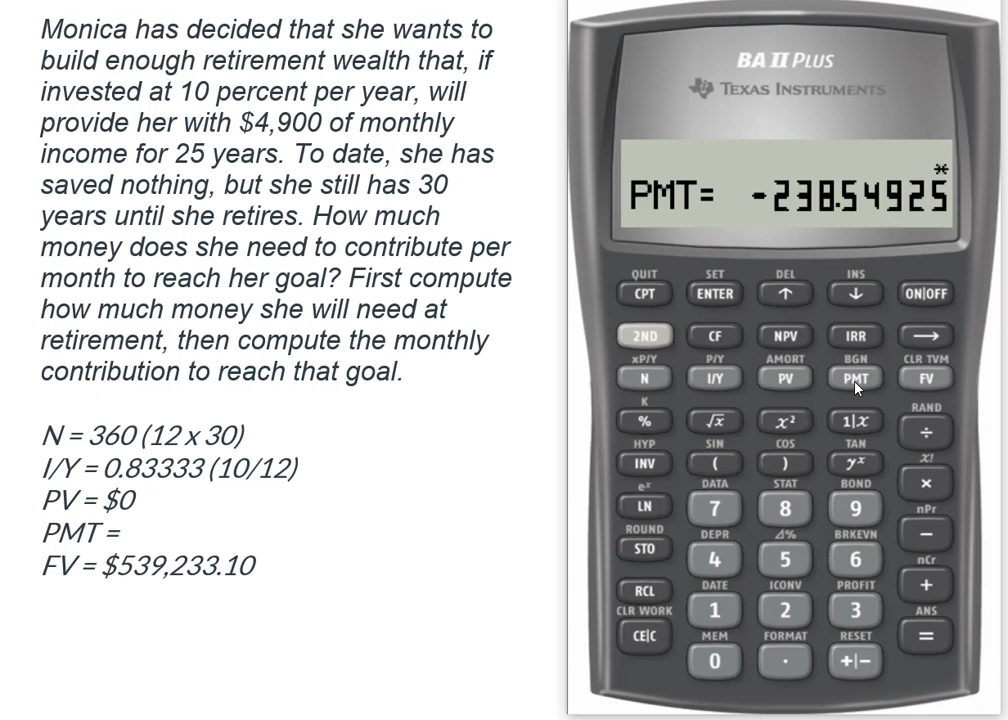 Monica has decided that she wants to
build enough retirement wealth that, if
invested at 10 percent per year, will
provide her with $4,900 of monthly
income for 25 years. To date, she has
saved nothing, but she still has 30
years until she retires. How much
money does she need to contribute per
month to reach her goal? First compute
how much money she will need at
retirement, then compute the monthly
contribution to reach that goal.
N = 360 (12 x 30)
I/Y = 0.83333 (10/12)
PV = $0
PMT =
FV = $539,233.10
BA II PLUS
TEXAS INSTRUMENTS
*
PMT= -238.54925
QUIT SET DEL INS
CPT ENTER ↑ ↓ ON|OFF
2ND CF NPV IRR →
xP/Y P/Y AMORT BGN CLR TVM
N I/Y PV PMT FV
K RAND
% √x x² 1|x ÷
HYP SIN COS TAN x!
INV ( ) yˣ ×
eˣ DATA STAT BOND nPr
LN 7 8 9 −
ROUND DEPR Δ% BRKEVN nCr
STO 4 5 6 +
DATE ICONV PROFIT ANS
RCL 1 2 3 =
CLR WORK MEM FORMAT RESET
CE|C 0 . +|−